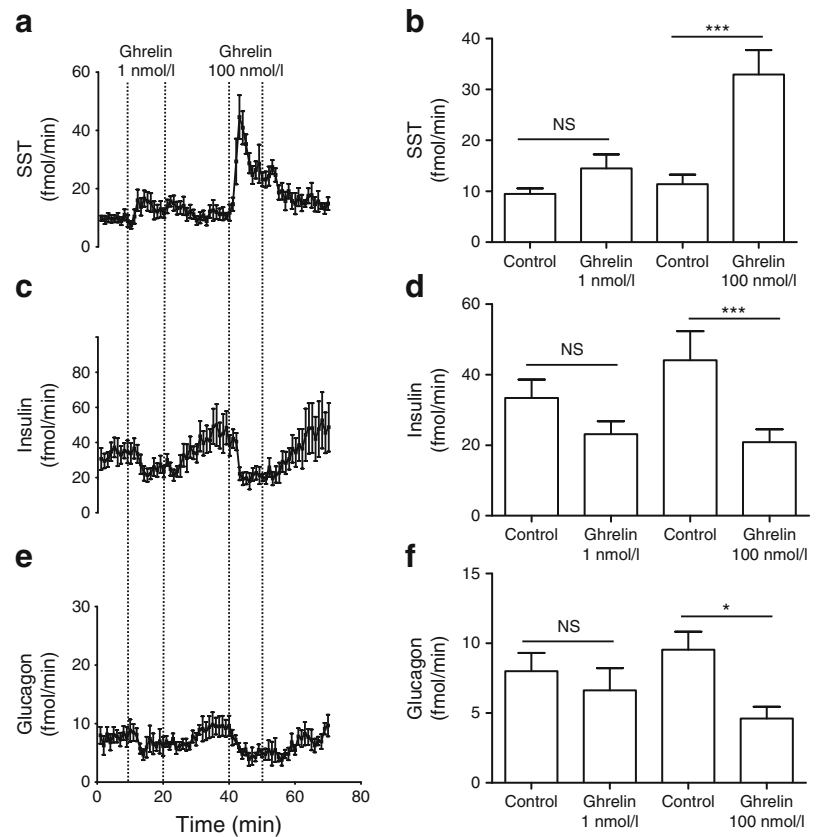 a
Ghrelin
1 nmol/l
Ghrelin
100 nmol/l
60
40
20
0
SST
(fmol/min)
b
40
30
20
10
0
SST
(fmol/min)
NS
***
Control
Ghrelin
1 nmol/l
Control
Ghrelin
100 nmol/l
c
80
60
40
20
0
Insulin
(fmol/min)
d
60
40
20
0
Insulin
(fmol/min)
NS
***
Control
Ghrelin
1 nmol/l
Control
Ghrelin
100 nmol/l
e
30
20
10
0
Glucagon
(fmol/min)
0 20 40 60 80
Time (min)
f
15
10
5
0
Glucagon
(fmol/min)
NS
*
Control
Ghrelin
1 nmol/l
Control
Ghrelin
100 nmol/l